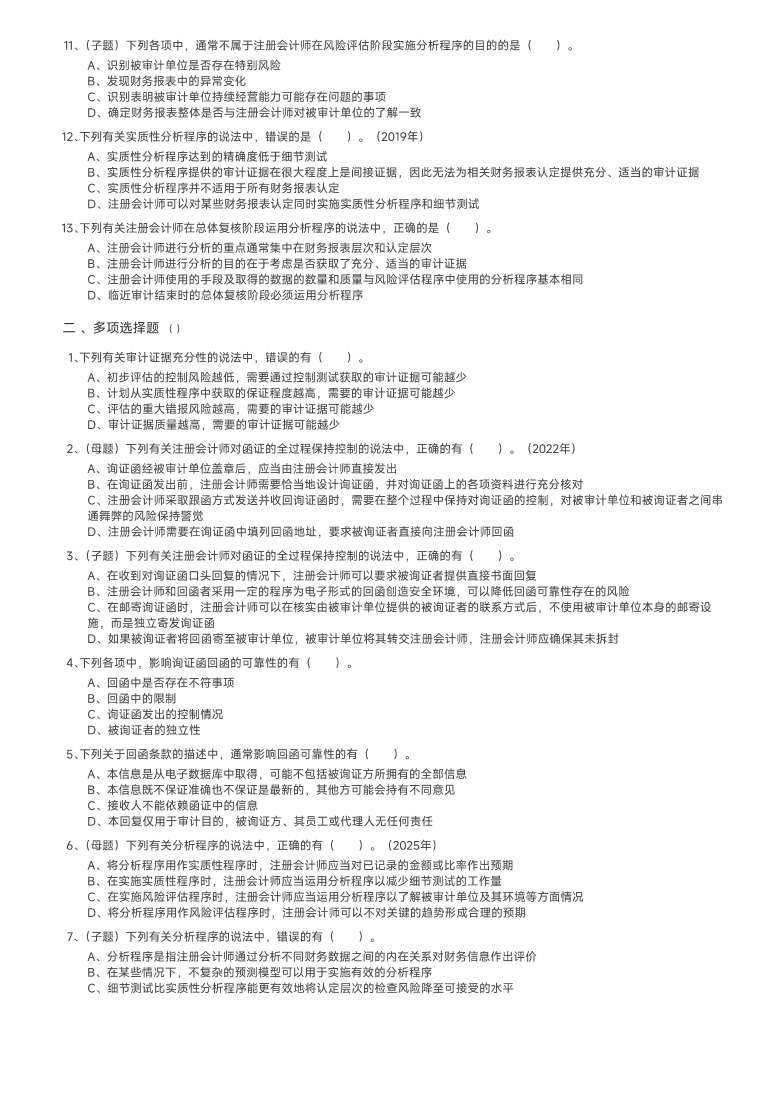 11、（子题）下列各项中，通常不属于注册会计师在风险评估阶段实施分析程序的目的的是（　　）。
A、识别被审计单位是否存在特别风险
B、发现财务报表中的异常变化
C、识别表明被审计单位持续经营能力可能存在问题的事项
D、确定财务报表整体是否与注册会计师对被审计单位的了解一致
12、下列有关实质性分析程序的说法中，错误的是（　　）。（2019年）
A、实质性分析程序达到的精确度低于细节测试
B、实质性分析程序提供的审计证据在很大程度上是间接证据，因此无法为相关财务报表认定提供充分、适当的审计证据
C、实质性分析程序并不适用于所有财务报表认定
D、注册会计师可以对某些财务报表认定同时实施实质性分析程序和细节测试
13、下列有关注册会计师在总体复核阶段运用分析程序的说法中，正确的是（　　）。
A、注册会计师进行分析的重点通常集中在财务报表层次和认定层次
B、注册会计师进行分析的目的在于考虑是否获取了充分、适当的审计证据
C、注册会计师使用的手段及取得的数据的数量和质量与风险评估程序中使用的分析程序基本相同
D、临近审计结束时的总体复核阶段必须运用分析程序
二 、多项选择题 （ ）
1、下列有关审计证据充分性的说法中，错误的有（　　）。
A、初步评估的控制风险越低，需要通过控制测试获取的审计证据可能越少
B、计划从实质性程序中获取的保证程度越高，需要的审计证据可能越少
C、评估的重大错报风险越高，需要的审计证据可能越少
D、审计证据质量越高，需要的审计证据可能越少
2、（母题）下列有关注册会计师对函证的全过程保持控制的说法中，正确的有（　　）。（2022年）
A、询证函经被审计单位盖章后，应当由注册会计师直接发出
B、在询证函发出前，注册会计师需要恰当地设计询证函，并对询证函上的各项资料进行充分核对
C、注册会计师采取跟函方式发送并收回询证函时，需要在整个过程中保持对询证函的控制，对被审计单位和被询证者之间串
通舞弊的风险保持警觉
D、注册会计师需要在询证函中填列回函地址，要求被询证者直接向注册会计师回函
3、（子题）下列有关注册会计师对函证的全过程保持控制的说法中，正确的有（　　）。
A、在收到对询证函口头回复的情况下，注册会计师可以要求被询证者提供直接书面回复
B、注册会计师和回函者采用一定的程序为电子形式的回函创造安全环境，可以降低回函可靠性存在的风险
C、在邮寄询证函时，注册会计师可以在核实由被审计单位提供的被询证者的联系方式后，不使用被审计单位本身的邮寄设
施，而是独立寄发询证函
D、如果被询证者将回函寄至被审计单位，被审计单位将其转交注册会计师，注册会计师应确保其未拆封
4、下列各项中，影响询证函回函的可靠性的有（　　）。
A、回函中是否存在不符事项
B、回函中的限制
C、询证函发出的控制情况
D、被询证者的独立性
5、下列关于回函条款的描述中，通常影响回函可靠性的有（　　）。
A、本信息是从电子数据库中取得，可能不包括被询证方所拥有的全部信息
B、本信息既不保证准确也不保证是最新的，其他方可能会持有不同意见
C、接收人不能依赖函证中的信息
D、本回复仅用于审计目的，被询证方、其员工或代理人无任何责任
6、（母题）下列有关分析程序的说法中，正确的有（　　）。（2025年）
A、将分析程序用作实质性程序时，注册会计师应当对已记录的金额或比率作出预期
B、在实施实质性程序时，注册会计师应当运用分析程序以减少细节测试的工作量
C、在实施风险评估程序时，注册会计师应当运用分析程序以了解被审计单位及其环境等方面情况
D、将分析程序用作风险评估程序时，注册会计师可以不对关键的趋势形成合理的预期
7、（子题）下列有关分析程序的说法中，错误的有（　　）。
A、分析程序是指注册会计师通过分析不同财务数据之间的内在关系对财务信息作出评价
B、在某些情况下，不复杂的预测模型可以用于实施有效的分析程序
C、细节测试比实质性分析程序能更有效地将认定层次的检查风险降至可接受的水平